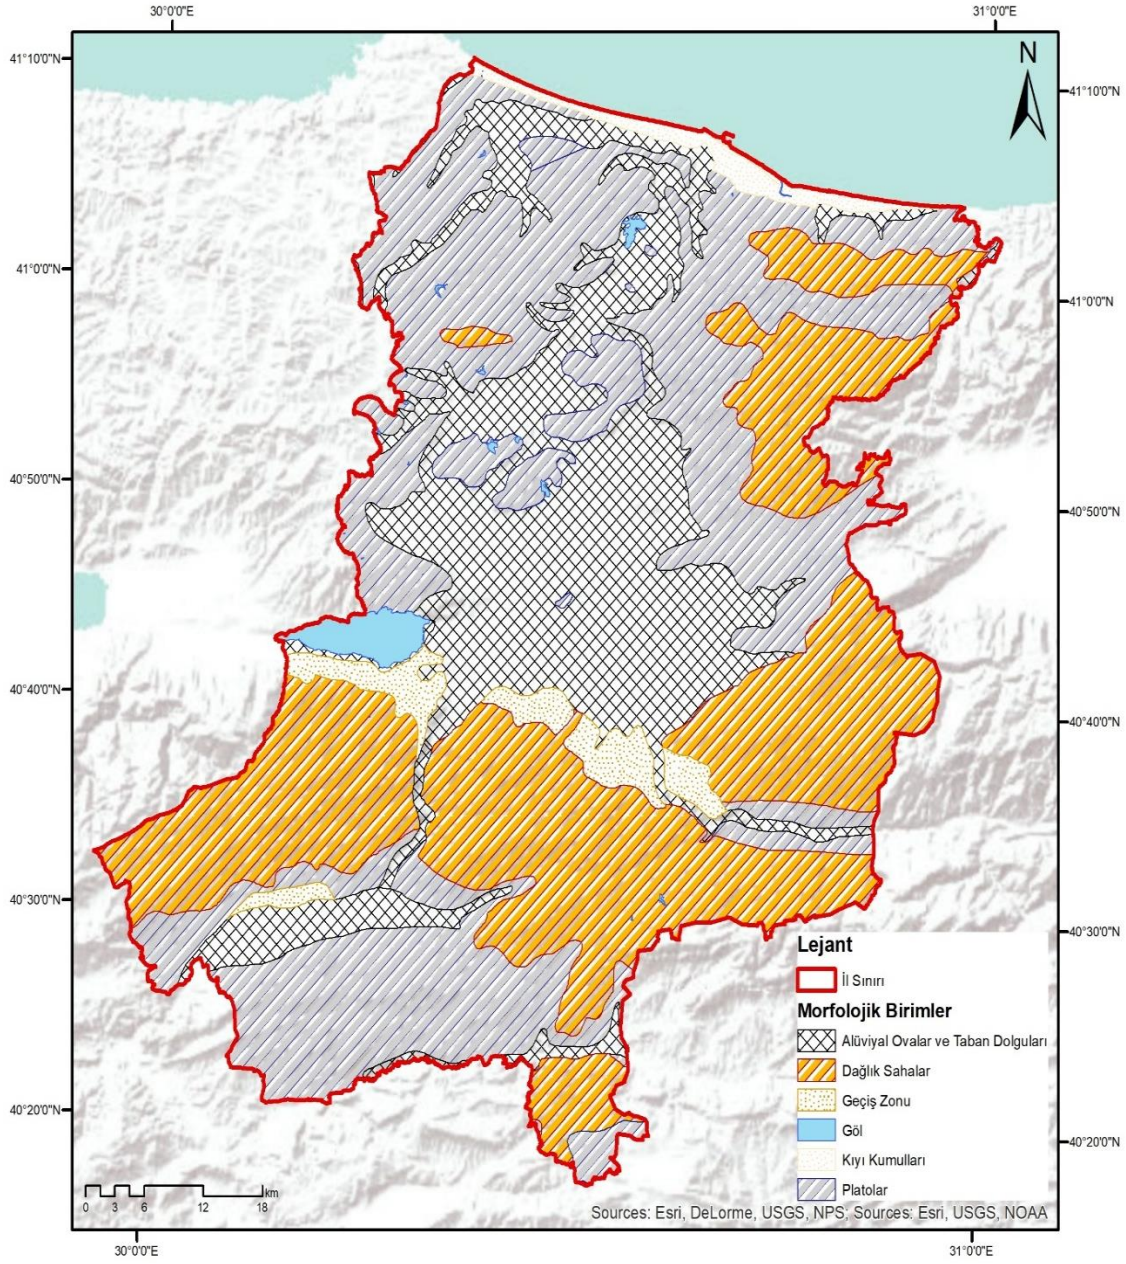 30°0'0"E
31°0'0"E
41°10'0"N
41°10'0"N
N
41°0'0"N
41°0'0"N
40°50'0"N
40°50'0"N
40°40'0"N
40°40'0"N
40°30'0"N
40°30'0"N
40°20'0"N
40°20'0"N
Lejant
İl Sınırı
Morfolojik Birimler
Alüviyal Ovalar ve Taban Dolguları
Dağlık Sahalar
Geçiş Zonu
Göl
Kıyı Kumulları
Platolar
km
0 3 6 12 18
Sources: Esri, DeLorme, USGS, NPS; Sources: Esri, USGS, NOAA
30°0'0"E
31°0'0"E